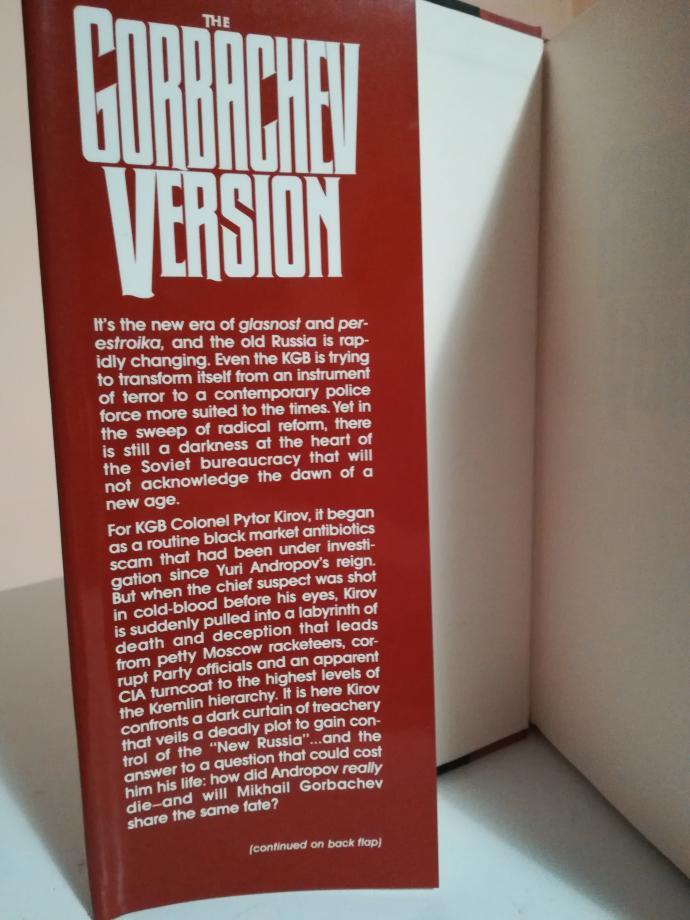 THE
GORBACHEV
VERSION
It's the new era of glasnost and per-
estroika, and the old Russia is rap-
idly changing. Even the KGB is trying
to transform itself from an instrument
of terror to a contemporary police
force more suited to the times. Yet in
the sweep of radical reform, there
is still a darkness at the heart of
the Soviet bureaucracy that will
not acknowledge the dawn of a
new age.
For KGB Colonel Pytor Kirov, it began
as a routine black market antibiotics
scam that had been under investi-
gation since Yuri Andropov's reign.
But when the chief suspect was shot
in cold-blood before his eyes, Kirov
is suddenly pulled into a labyrinth of
death and deception that leads
from petty Moscow racketeers, cor-
rupt Party officials and an apparent
CIA turncoat to the highest levels of
the Kremlin hierarchy. It is here Kirov
confronts a dark curtain of treachery
that veils a deadly plot to gain con-
trol of the "New Russia"...and the
answer to a question that could cost
him his life: how did Andropov really
die—and will Mikhail Gorbachev
share the same fate?
(continued on back flap)